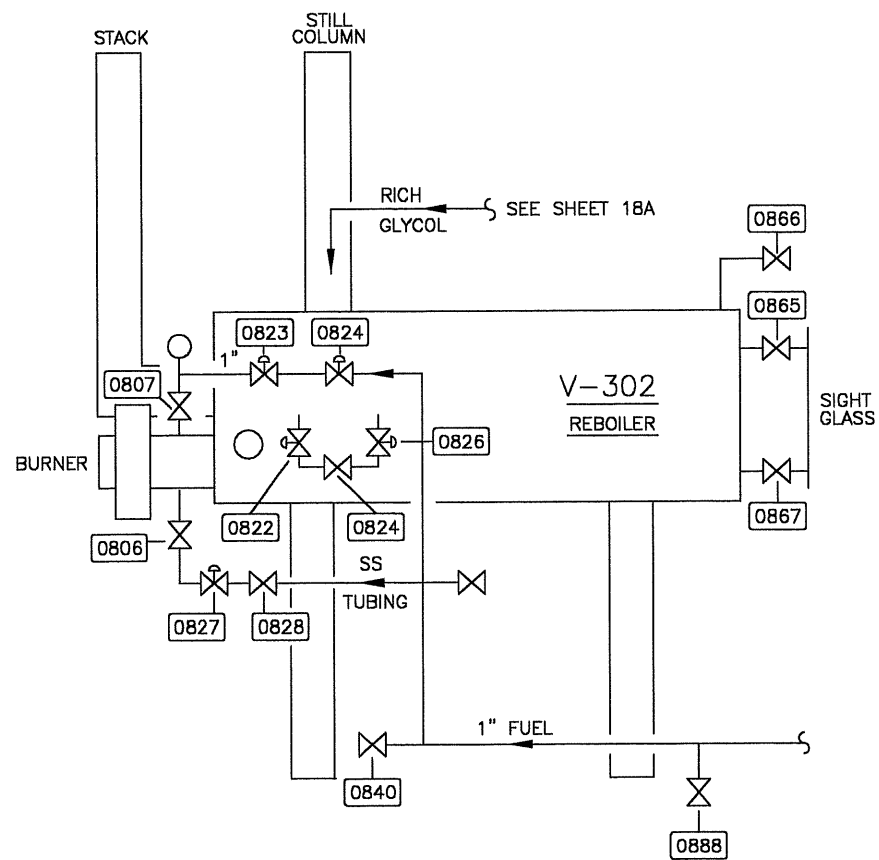 STACK
STILL
COLUMN
RICH
GLYCOL
SEE SHEET 18A
0866
0865
0823
0824
1"
0807
V-302
REBOILER
SIGHT
GLASS
0826
BURNER
0822
0824
0867
0806
SS
TUBING
0827
0828
1" FUEL
0840
0888